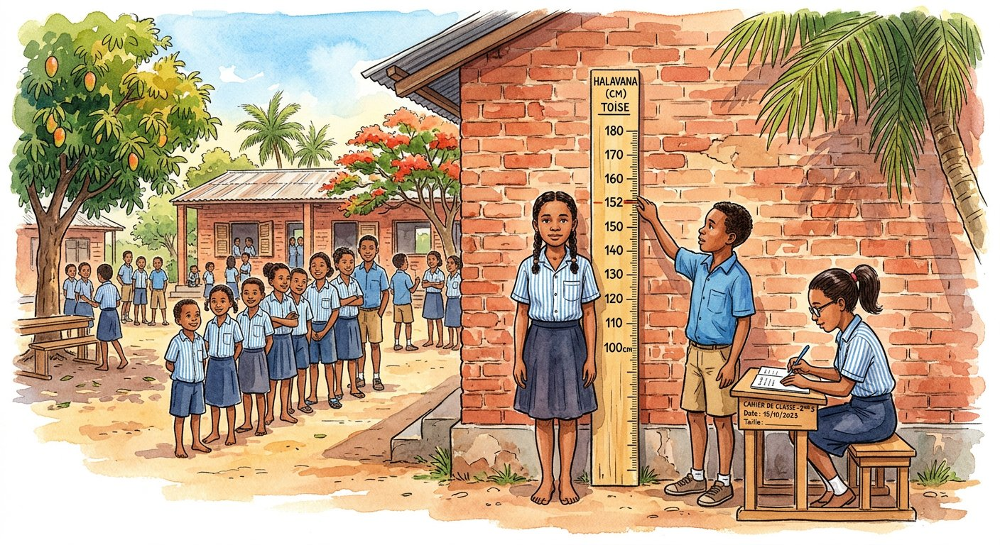 HALAVANA
(CM)
TOISE
180
170
160
152
150
140
130
120
110
100cm
CAHIER DE CLASSE - 2nde S
Date : 15/10/2023
Taille: